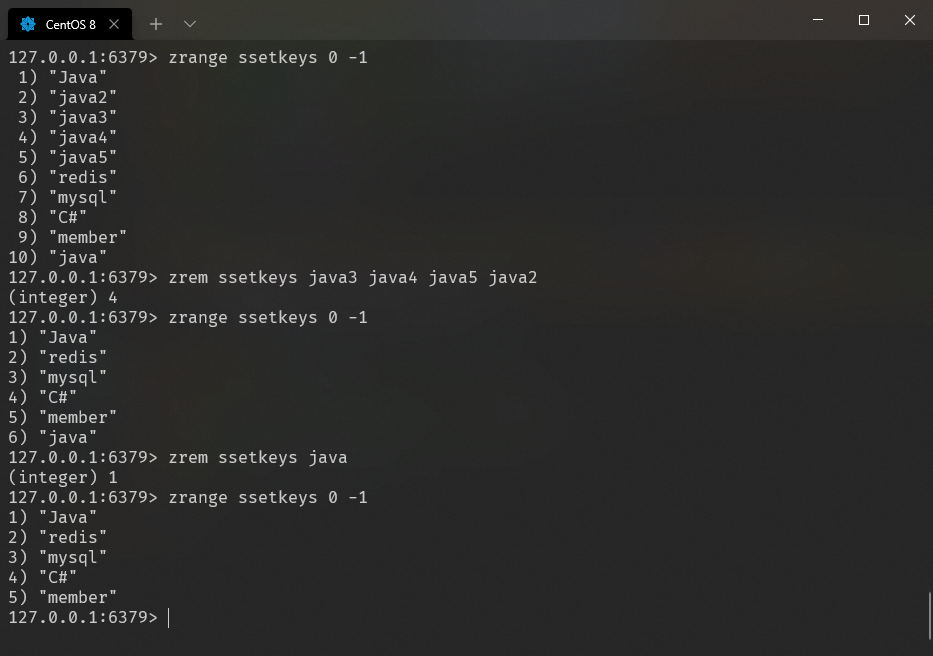 CentOS 8
127.0.0.1:6379> zrange ssetkeys 0 -1
1) "Java"
2) "java2"
3) "java3"
4) "java4"
5) "java5"
6) "redis"
7) "mysql"
8) "C#"
9) "member"
10) "java"
127.0.0.1:6379> zrem ssetkeys java3 java4 java5 java2
(integer) 4
127.0.0.1:6379> zrange ssetkeys 0 -1
1) "Java"
2) "redis"
3) "mysql"
4) "C#"
5) "member"
6) "java"
127.0.0.1:6379> zrem ssetkeys java
(integer) 1
127.0.0.1:6379> zrange ssetkeys 0 -1
1) "Java"
2) "redis"
3) "mysql"
4) "C#"
5) "member"
127.0.0.1:6379>